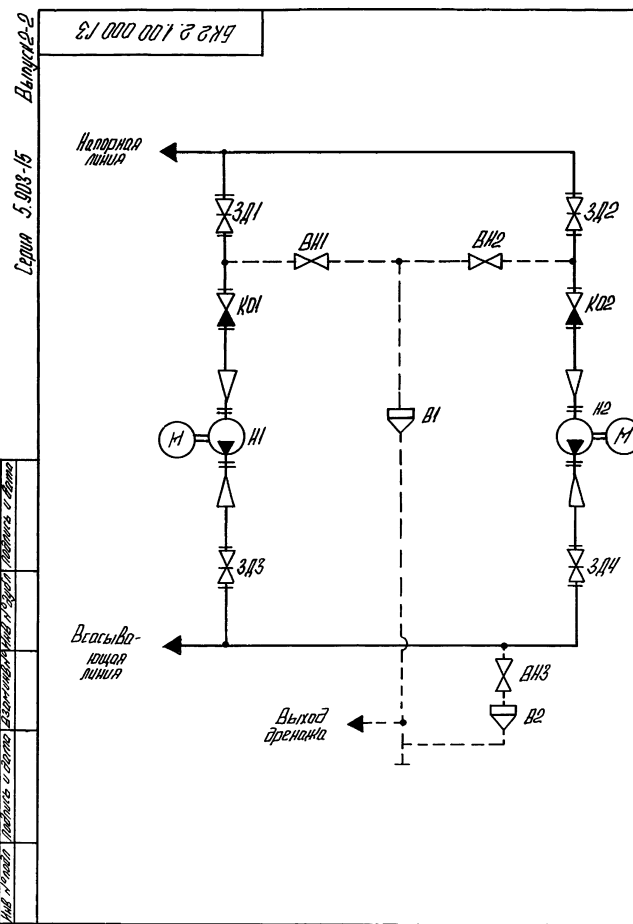 БК2 2.100 000 Г3
Выпуск 2-2
Серия 5.903-15
Напорная
линия
ЗД1
ЗД2
ВН1
ВН2
КО1
КО2
М
Н1
В1
Н2
М
ЗД3
ЗД4
Всасыва-
ющая
линия
ВН3
В2
Выход
дренажа
Подпись и дата
Инв. № дубл.
Взам. инв. №
Подпись и дата
Инв. № подл.